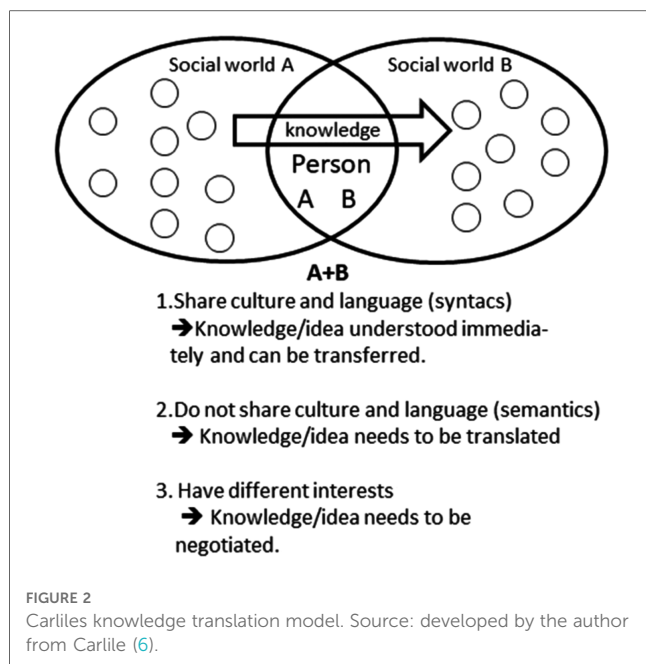 Social world A
Social world B
knowledge
Person
A B
A+B
1.Share culture and language (syntacs)
➔Knowledge/idea understood immedia-
tely and can be transferred.
2.Do not share culture and language (semantics)
➔ Knowledge/idea needs to be translated
3. Have different interests
➔ Knowledge/idea needs to be
negotiated.
FIGURE 2
Carliles knowledge translation model. Source: developed by the author
from Carlile (6).